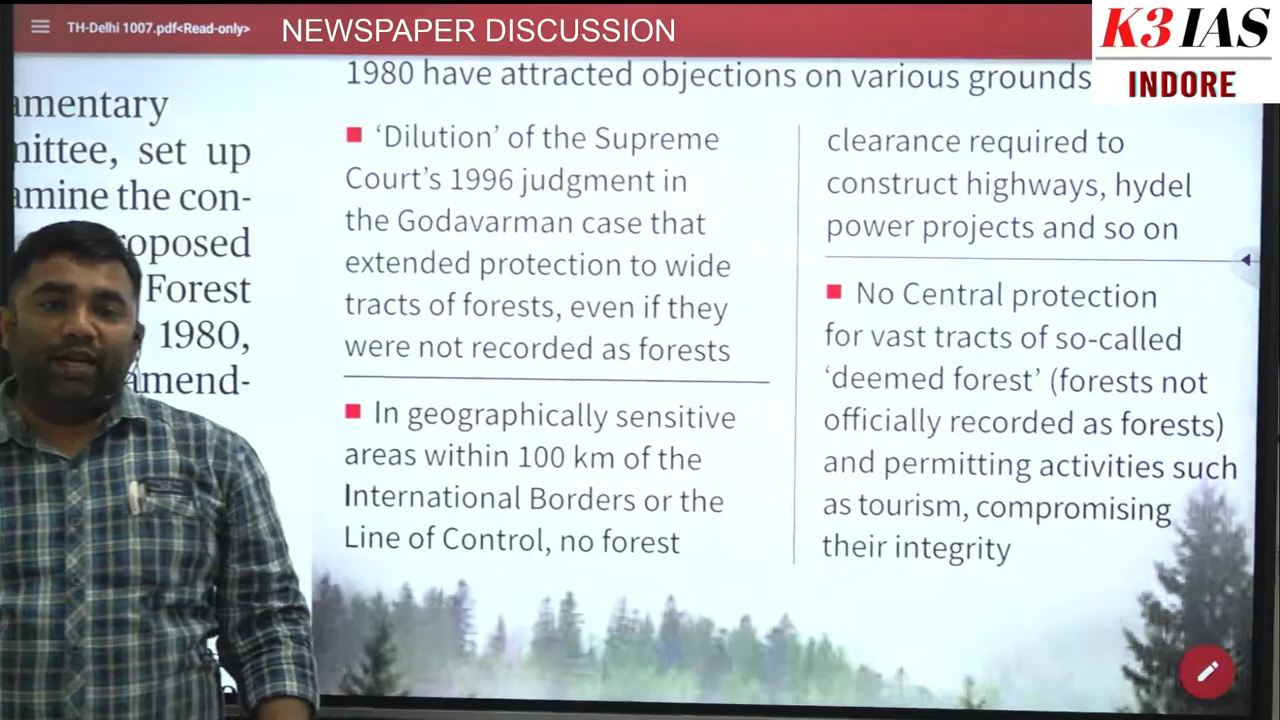 TH-Delhi 1007.pdf<Read-only>
NEWSPAPER DISCUSSION
K3 IAS
INDORE
1980 have attracted objections on various grounds
amentary
mittee, set up
amine the con-
roposed
Forest
1980,
amend-
■ ‘Dilution’ of the Supreme
Court’s 1996 judgment in
the Godavarman case that
extended protection to wide
tracts of forests, even if they
were not recorded as forests
■ In geographically sensitive
areas within 100 km of the
International Borders or the
Line of Control, no forest
clearance required to
construct highways, hydel
power projects and so on
■ No Central protection
for vast tracts of so-called
‘deemed forest’ (forests not
officially recorded as forests)
and permitting activities such
as tourism, compromising
their integrity